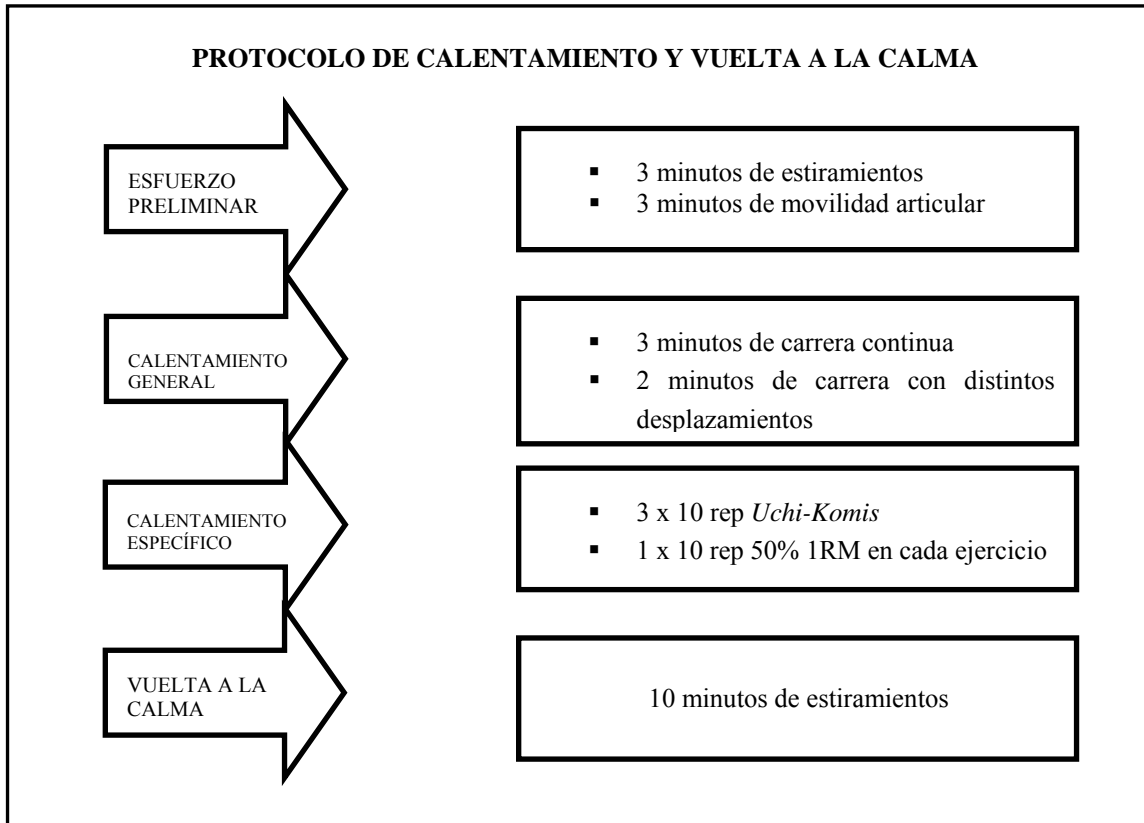 PROTOCOLO DE CALENTAMIENTO Y VUELTA A LA CALMA
ESFUERZO
PRELIMINAR
▪ 3 minutos de estiramientos
▪ 3 minutos de movilidad articular
CALENTAMIENTO
GENERAL
▪ 3 minutos de carrera continua
▪ 2 minutos de carrera con distintos
desplazamientos
CALENTAMIENTO
ESPECÍFICO
▪ 3 x 10 rep Uchi-Komis
▪ 1 x 10 rep 50% 1RM en cada ejercicio
VUELTA A LA
CALMA
10 minutos de estiramientos